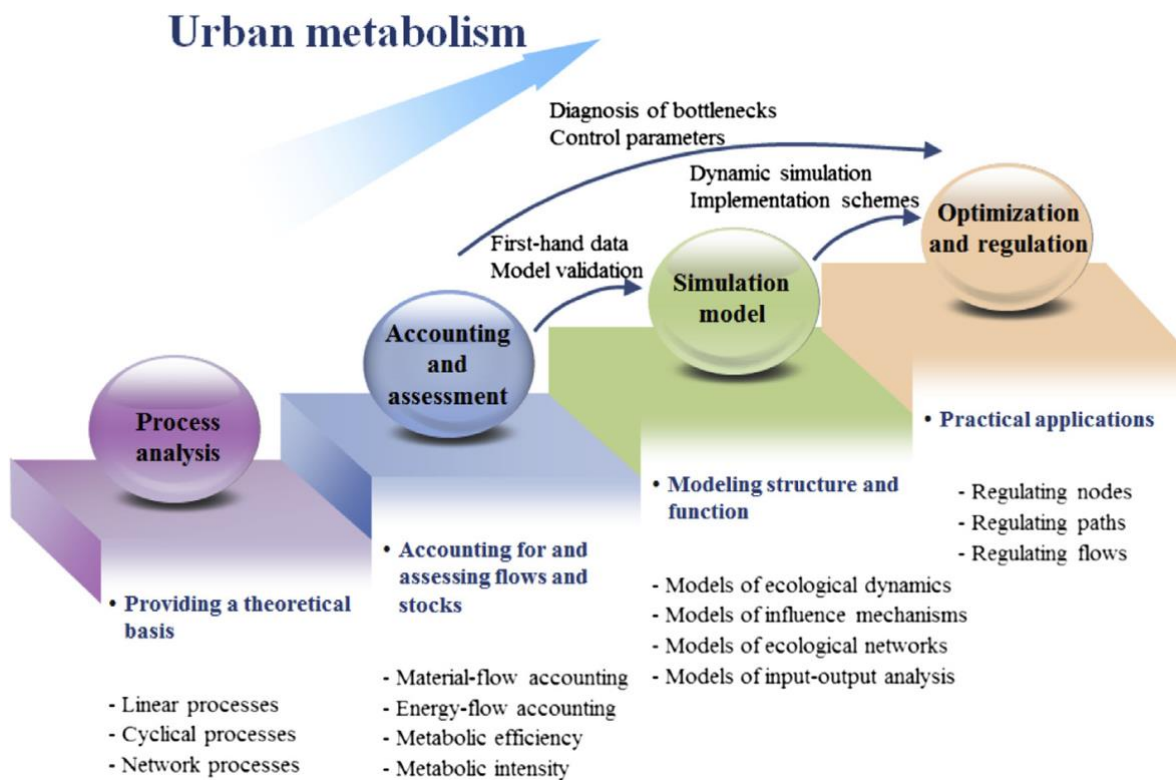 Urban metabolism
Diagnosis of bottlenecks
Control parameters
Dynamic simulation
Implementation schemes
First-hand data
Model validation
Process
analysis
Accounting
and
assessment
Simulation
model
Optimization
and regulation
• Providing a theoretical
basis
- Linear processes
- Cyclical processes
- Network processes
• Accounting for and
assessing flows and
stocks
- Material-flow accounting
- Energy-flow accounting
- Metabolic efficiency
- Metabolic intensity
• Modeling structure and
function
- Models of ecological dynamics
- Models of influence mechanisms
- Models of ecological networks
- Models of input-output analysis
• Practical applications
- Regulating nodes
- Regulating paths
- Regulating flows